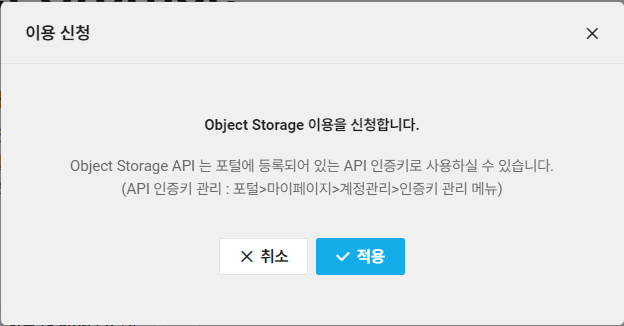 이용 신청
Object Storage 이용을 신청합니다.
Object Storage API 는 포털에 등록되어 있는 API 인증키로 사용하실 수 있습니다.
(API 인증키 관리 : 포털>마이페이지>계정관리>인증키 관리 메뉴)
취소
적용